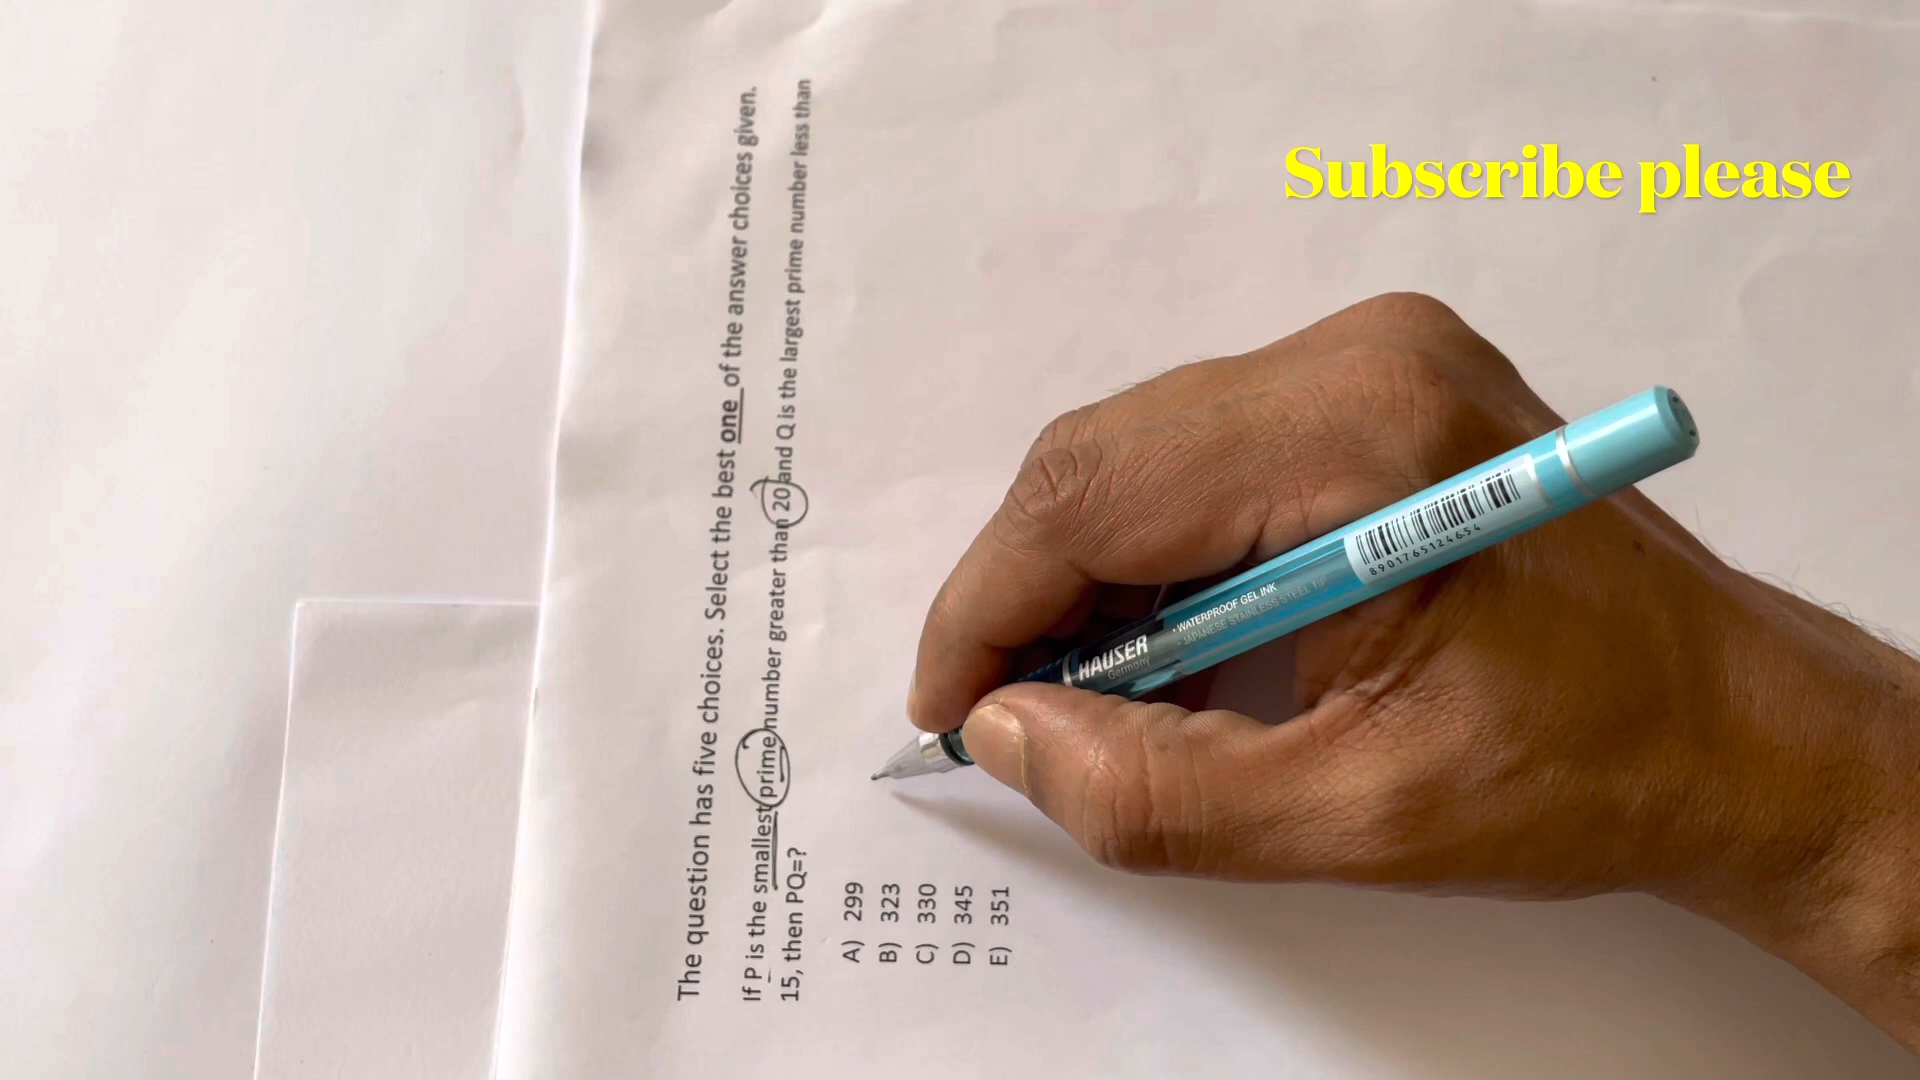 The question has five choices. Select the best one of the answer choices given.
If P is the smallest prime number greater than 20 and Q is the largest prime number less than
15, then PQ=?
A) 299
B) 323
C) 330
D) 345
E) 351
Subscribe please
HAUSER
Germany
• WATERPROOF GEL INK
• JAPANESE STAINLESS STEEL TIP
8901765124654